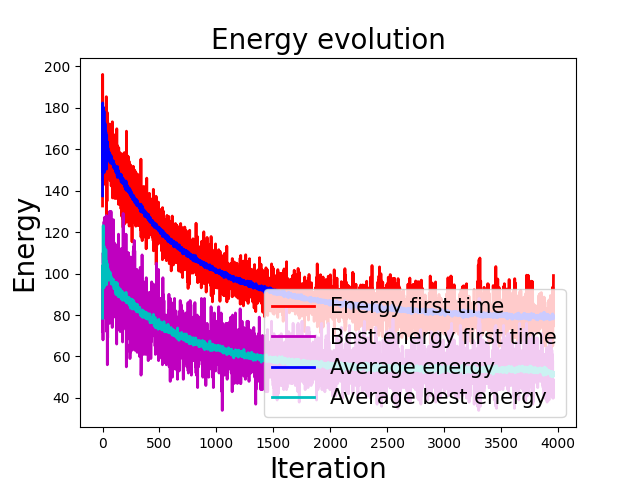 Energy evolution
Energy
200
180
160
140
120
100
80
60
40
Energy first time
Best energy first time
Average energy
Average best energy
0 500 1000 1500 2000 2500 3000 3500 4000
Iteration